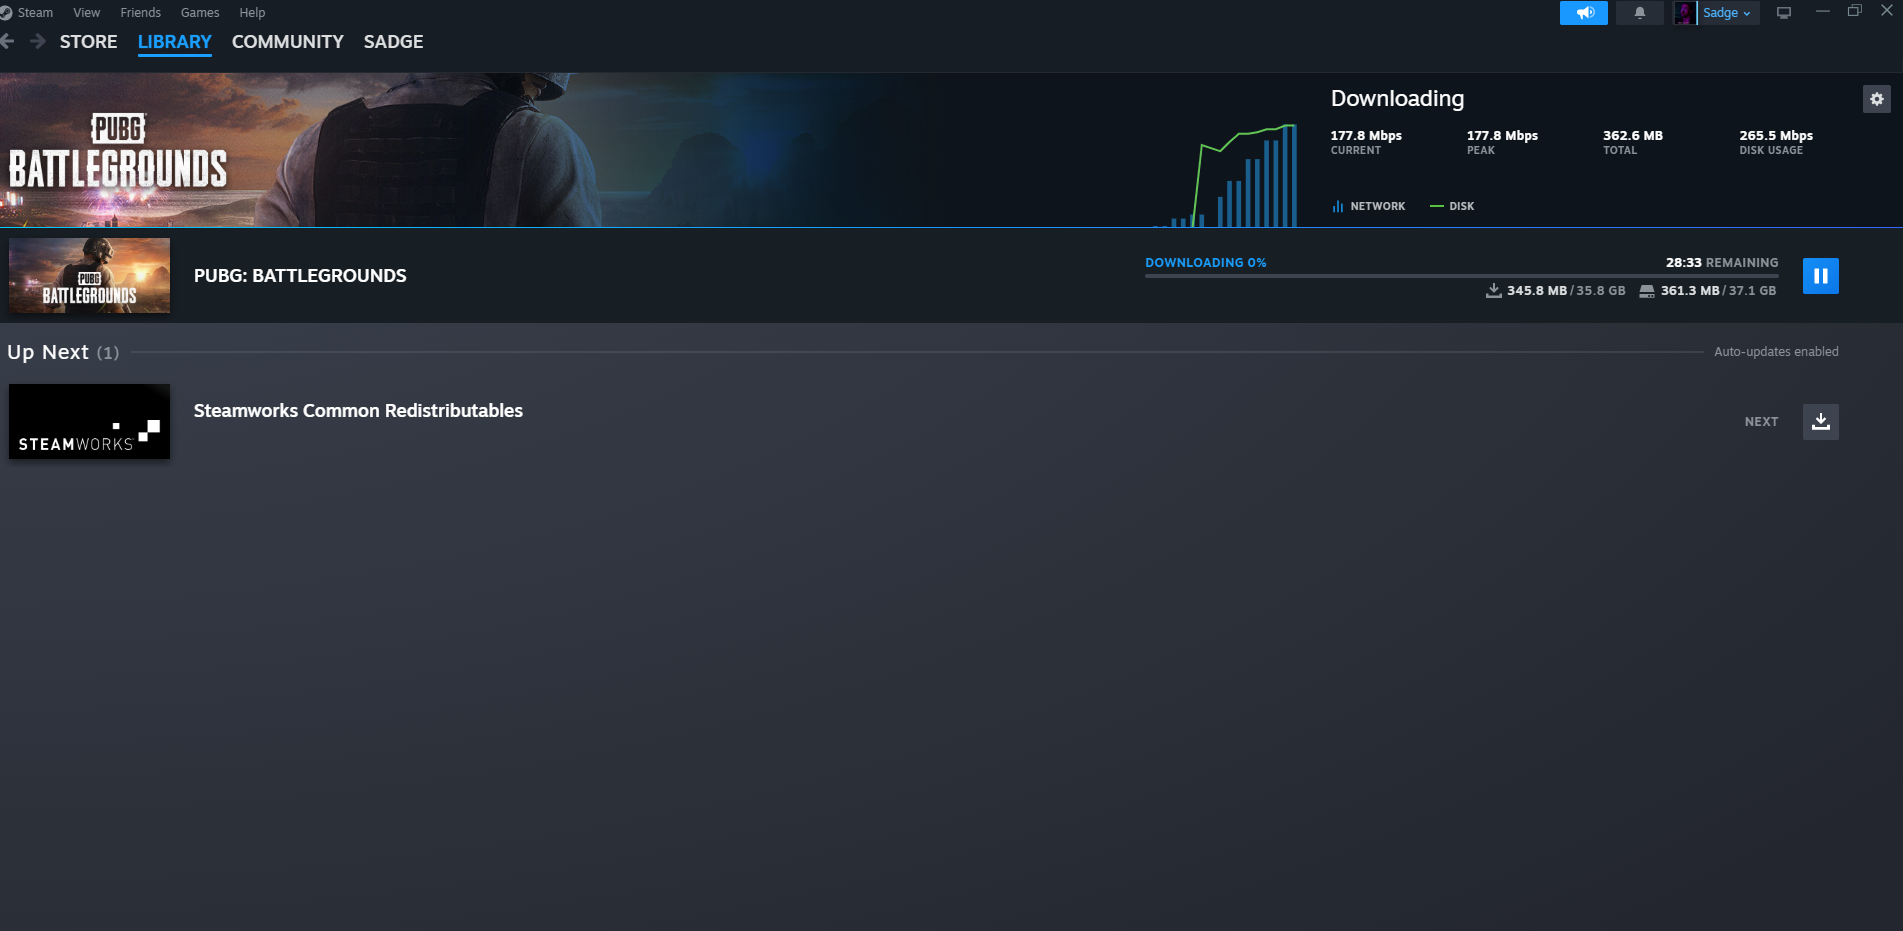 Steam View Friends Games Help Sadge
STORE LIBRARY COMMUNITY SADGE
PUBG
BATTLEGROUNDS
Downloading
177.8 Mbps 177.8 Mbps 362.6 MB 265.5 Mbps
CURRENT PEAK TOTAL DISK USAGE
NETWORK DISK
PUBG
BATTLEGROUNDS
PUBG: BATTLEGROUNDS
DOWNLOADING 0% 28:33 REMAINING
345.8 MB / 35.8 GB 361.3 MB / 37.1 GB
Up Next (1) Auto-updates enabled
STEAMWORKS
Steamworks Common Redistributables
NEXT